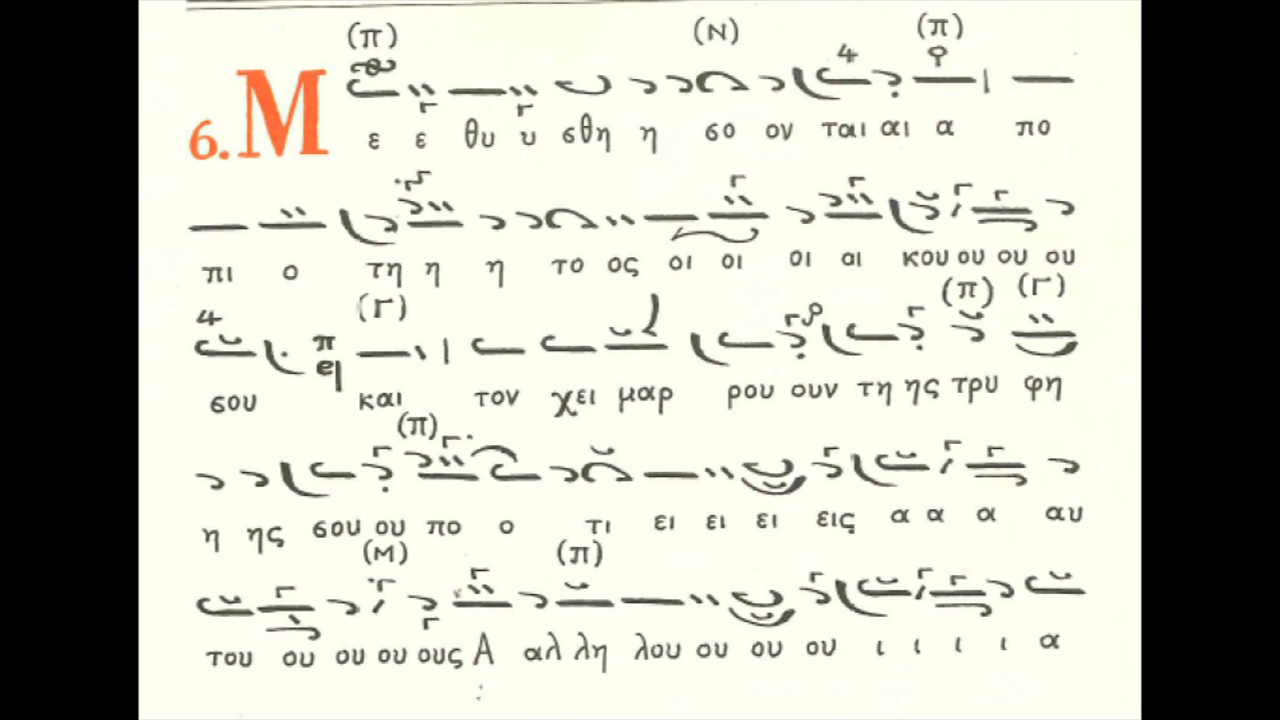 (π) (Ν) (π)
6. Μ ε ε θυ υ σθη η σο ον ται αι α πο
πι ο τη η η το ος οι οι οι αι κου ου ου ου
(Γ) (π) (Γ)
σου π και τον χει μαρ ρου ουν τη ης τρυ φη
(π)
η ης σου ου πο ο τι ει ει ει εις α α α αυ
(Μ) (π)
του ου ου ου ους Α αλ λη λου ου ου ου ι ι ι ι α